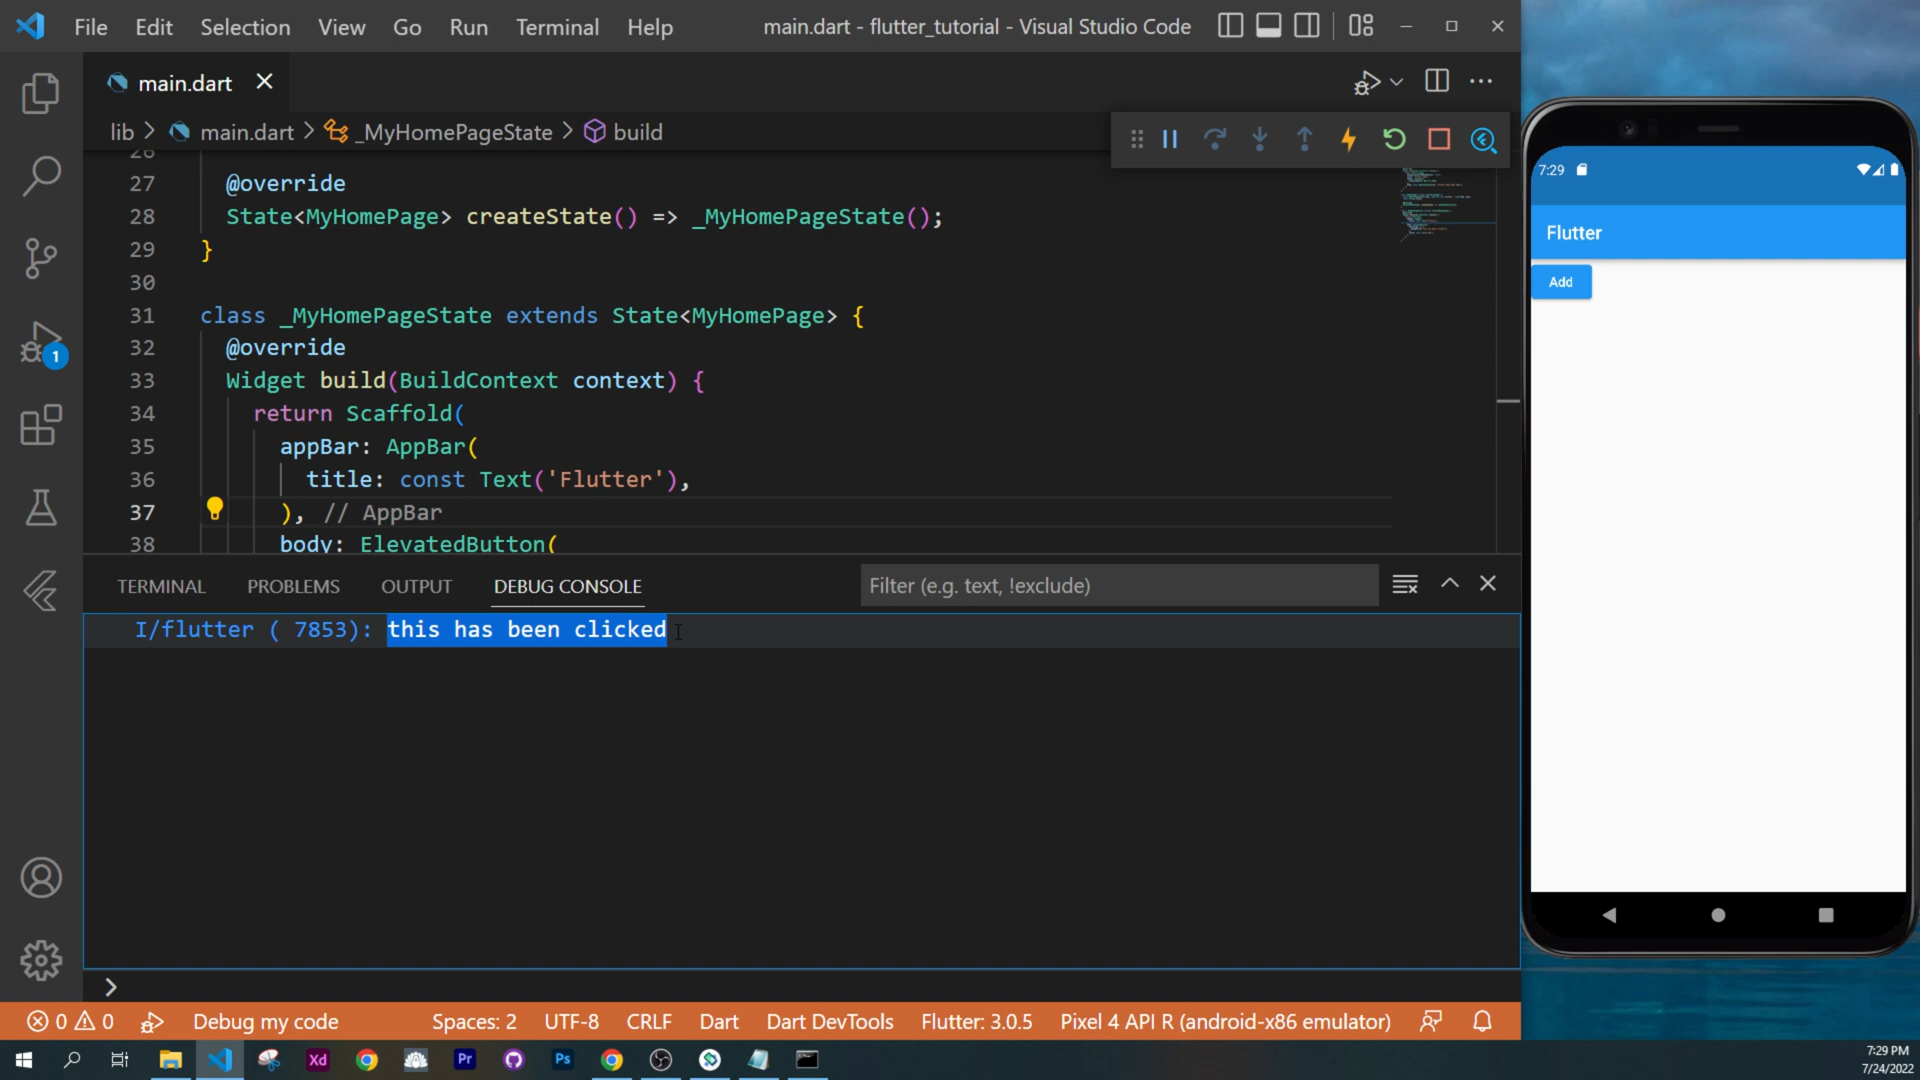 File Edit Selection View Go Run Terminal Help
main.dart - flutter_tutorial - Visual Studio Code
main.dart
lib > main.dart > _MyHomePageState > build
26
27 @override
28 State<MyHomePage> createState() => _MyHomePageState();
29 }
30
31 class _MyHomePageState extends State<MyHomePage> {
32 @override
33 Widget build(BuildContext context) {
34 return Scaffold(
35 appBar: AppBar(
36 title: const Text('Flutter'),
37 ), // AppBar
38 body: ElevatedButton(
1
TERMINAL PROBLEMS OUTPUT DEBUG CONSOLE
Filter (e.g. text, !exclude)
I/flutter ( 7853): this has been clicked
0 0 Debug my code Spaces: 2 UTF-8 CRLF Dart Dart DevTools Flutter: 3.0.5 Pixel 4 API R (android-x86 emulator)
7:29
Flutter
Add
Xd Pr Ps
7:29 PM
7/24/2022